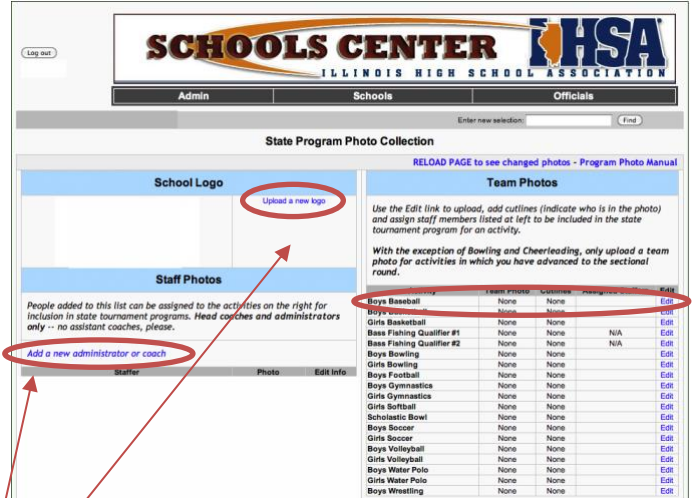 Log out
SCHOOLS CENTER IHSA
ILLINOIS HIGH SCHOOL ASSOCIATION
Admin Schools Officials
Enter new selection: Find
State Program Photo Collection
RELOAD PAGE to see changed photos - Program Photo Manual
School Logo
Upload a new logo
Staff Photos
People added to this list can be assigned to the activities on the right for
inclusion in state tournament programs. Head coaches and administrators
only -- no assistant coaches, please.
Add a new administrator or coach
Staffer Photo Edit Info
Team Photos
Use the Edit link to upload, add cutlines (indicate who is in the photo)
and assign staff members listed at left to be included in the state
tournament program for an activity.
With the exception of Bowling and Cheerleading, only upload a team
photo for activities in which you have advanced to the sectional
round.
Activity Team Photo Cutlines Edit
Boys Baseball None None Edit
Boys Basketball None None Edit
Girls Basketball None None Edit
Bass Fishing Qualifier #1 None None N/A Edit
Bass Fishing Qualifier #2 None None N/A Edit
Boys Bowling None None Edit
Girls Bowling None None Edit
Boys Football None None Edit
Boys Gymnastics None None Edit
Girls Gymnastics None None Edit
Girls Softball None None Edit
Scholastic Bowl None None Edit
Boys Soccer None None Edit
Girls Soccer None None Edit
Boys Volleyball None None Edit
Girls Volleyball None None Edit
Boys Water Polo None None Edit
Girls Water Polo None None Edit
Boys Wrestling None None Edit